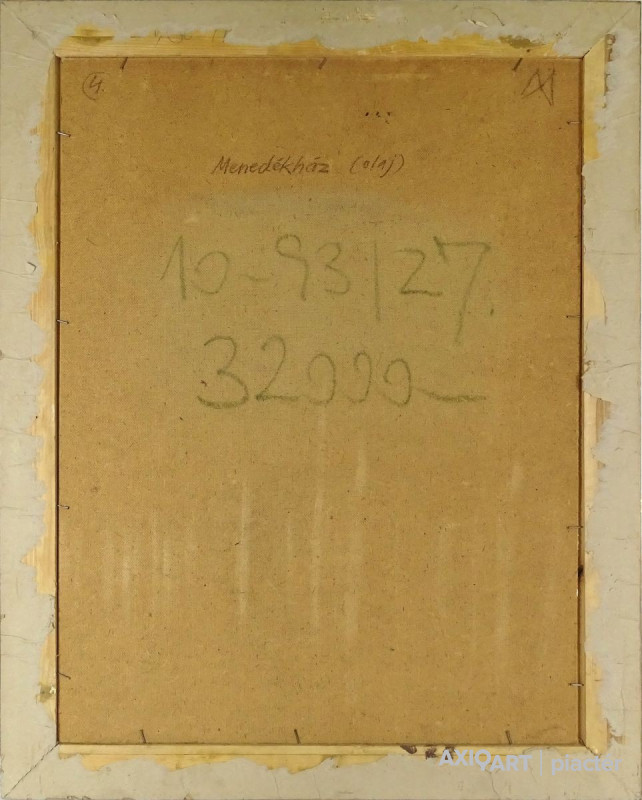 4.
Menedékház (olaj)
10-93/27.
32000
AXIOART | piactér